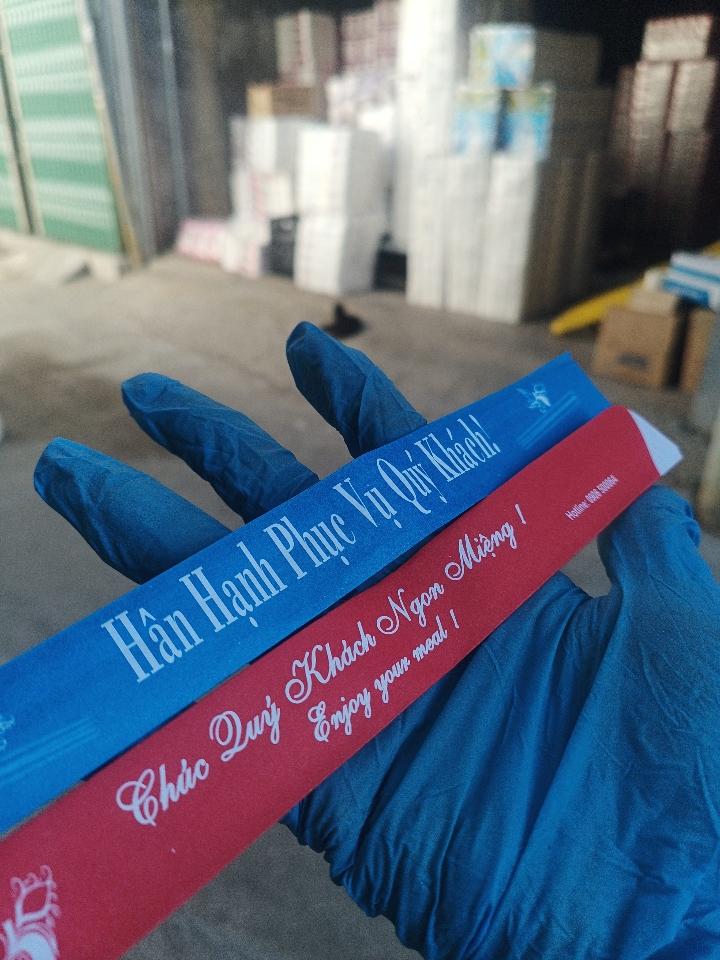 Hân Hạnh Phục Vụ Quý Khách!
Chúc Quý Khách Ngon Miệng !
Enjoy your meal !